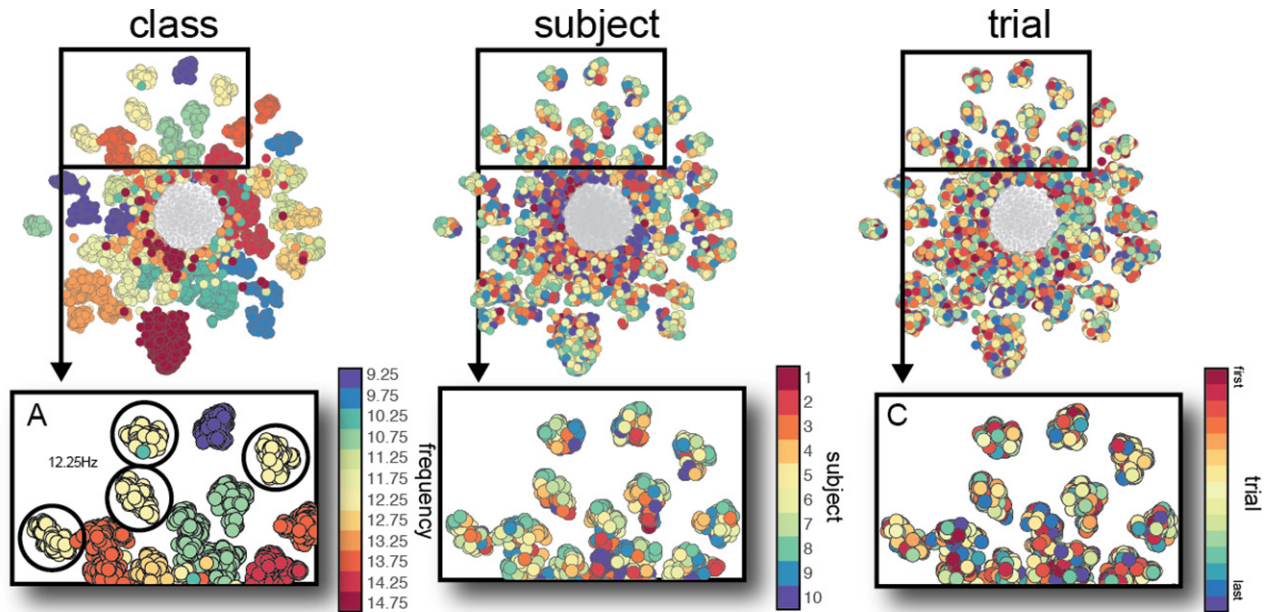 class
subject
trial
A
12.25Hz
9.25
9.75
10.25
10.75
11.25
11.75
12.25
12.75
13.25
13.75
14.25
14.75
frequency
1
2
3
4
5
6
7
8
9
10
subject
C
first
last
trial